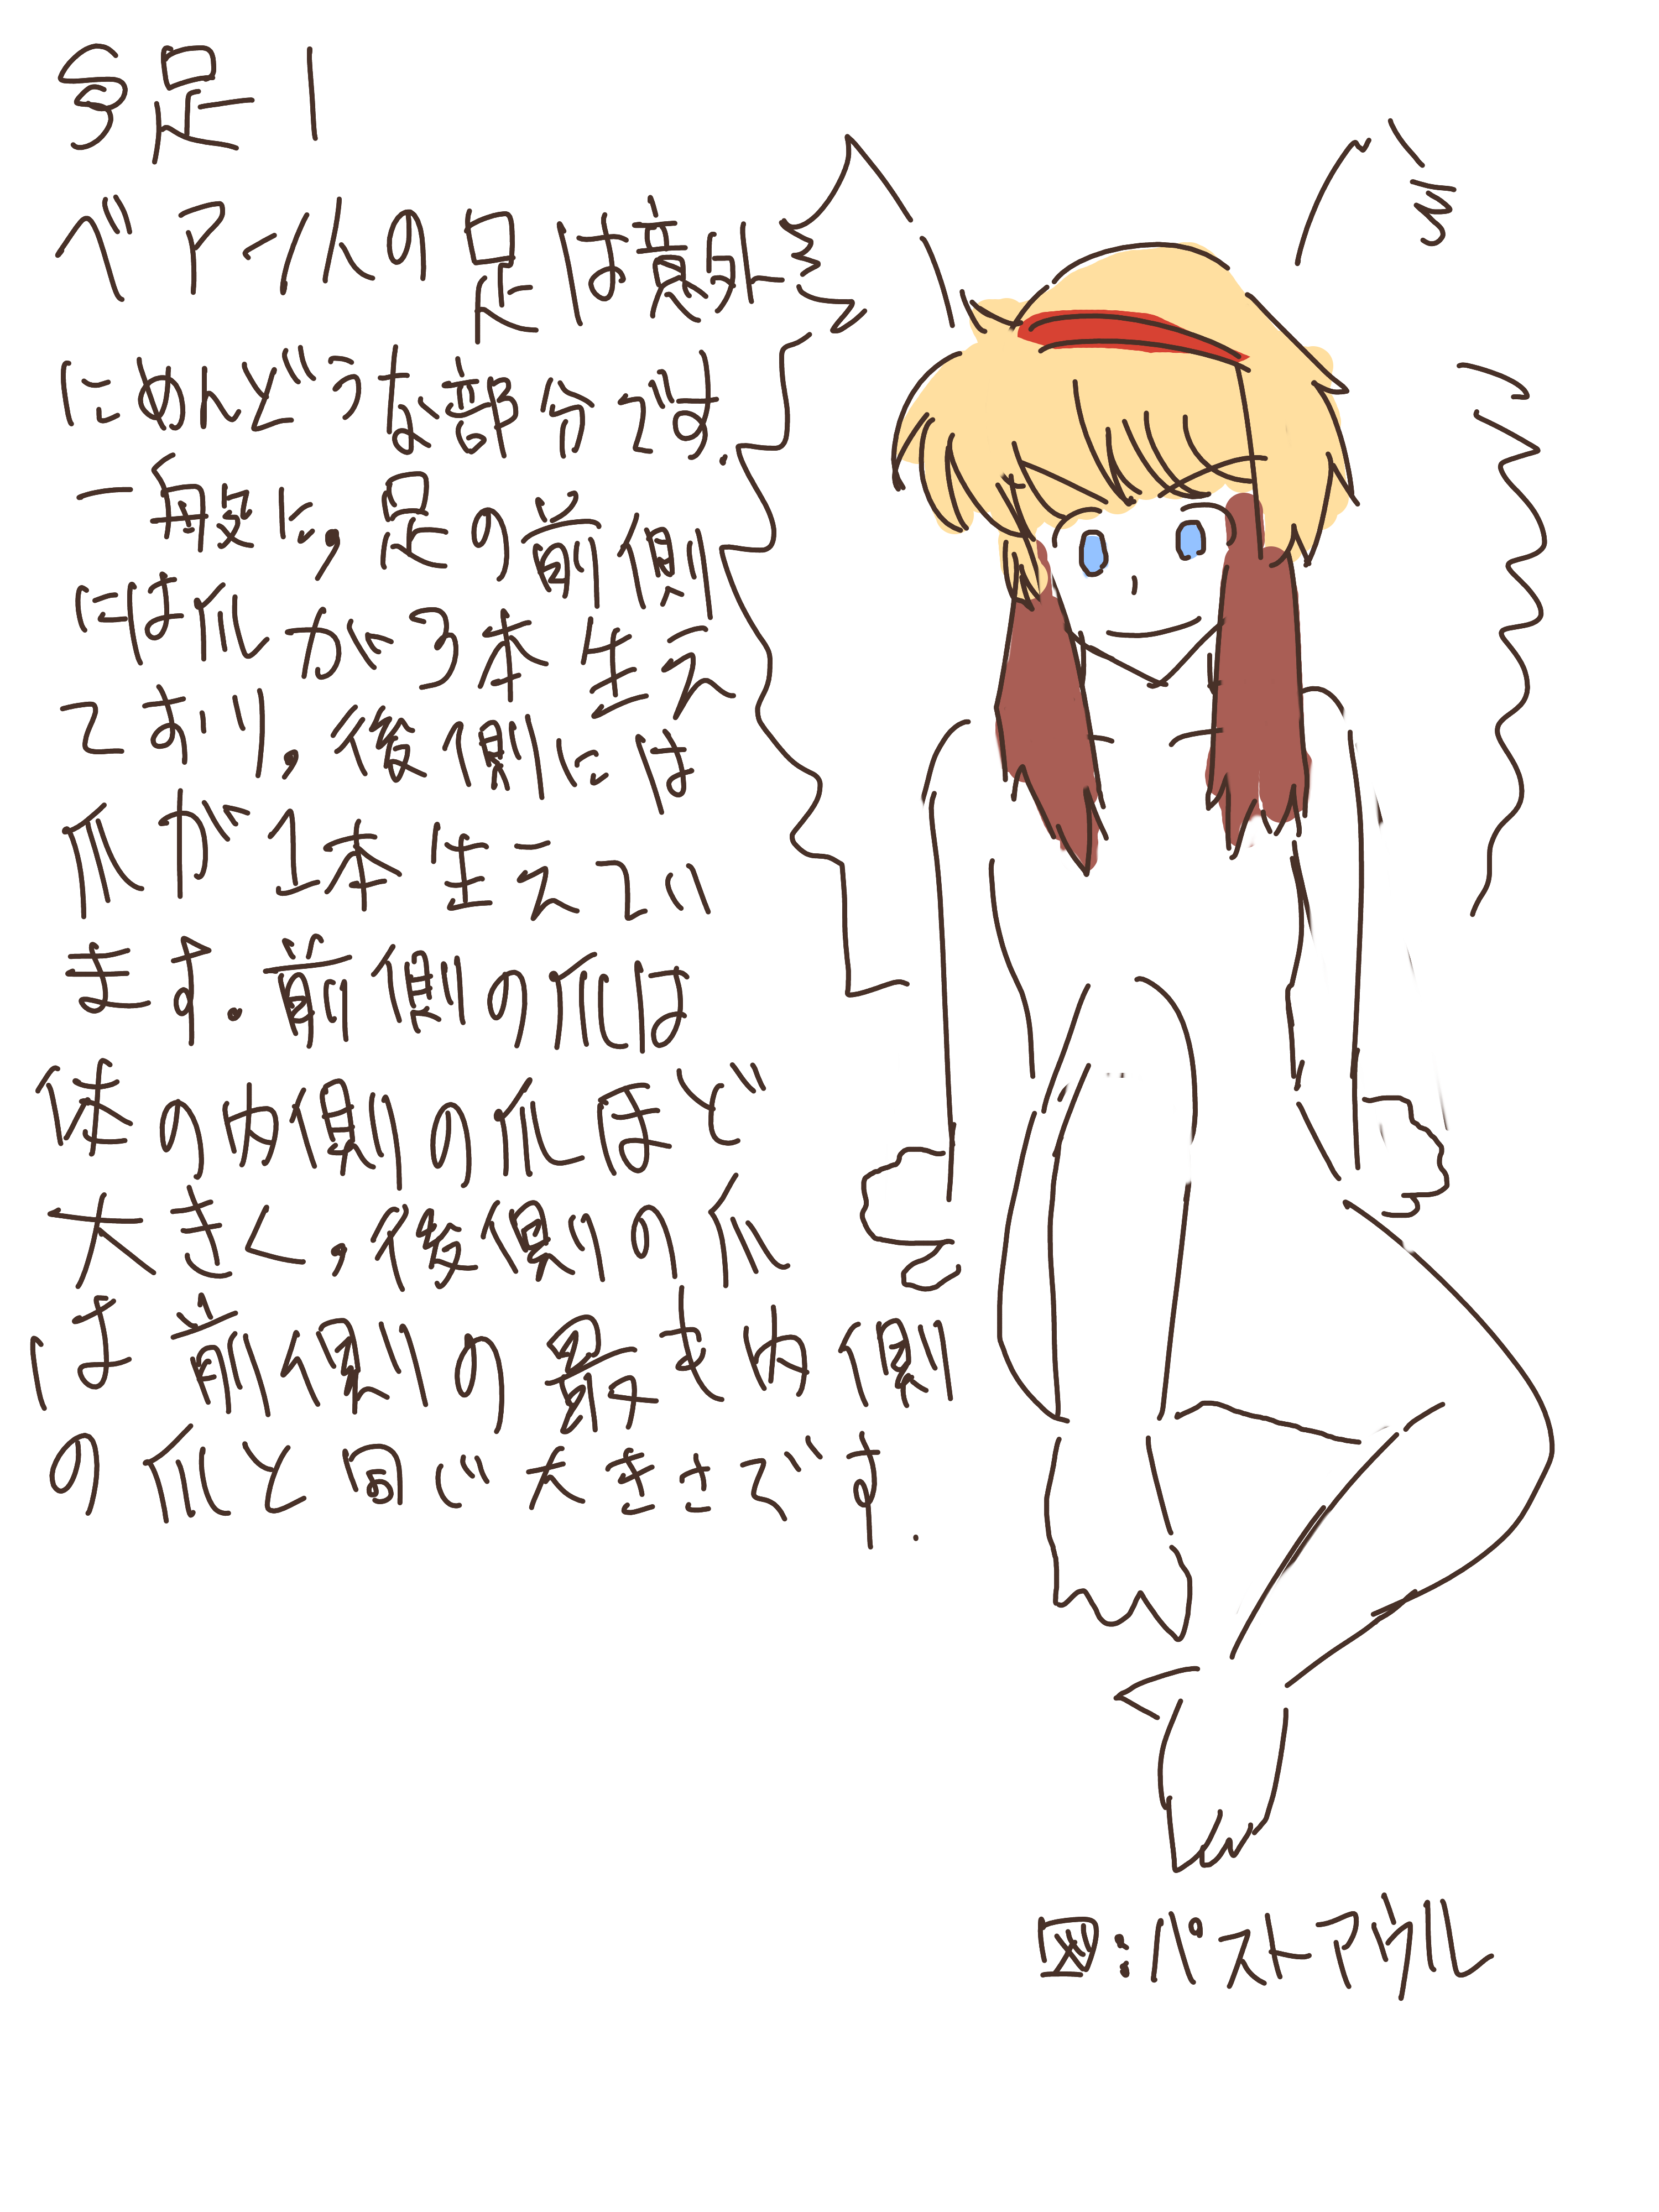 多足1
ベアイルの足は意外
にめんどうな部分です.
一般に,足の前側
には爪が3本生え
ており,後側には
爪が1本生えてい
ます.前側の爪は
体の内側の爪ほど
大きく,後側の爪
は前側の最も内側
の爪と同じ大きさです.
図:パストアウル